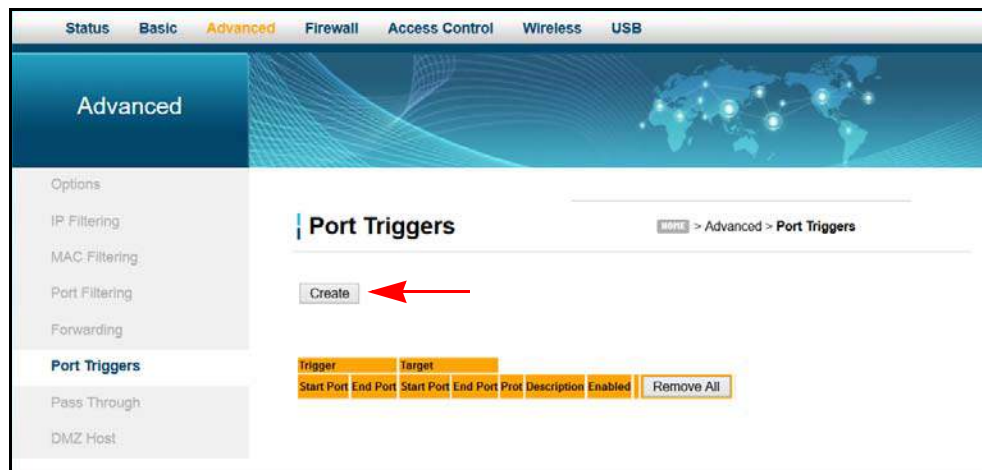 Status Basic Advanced Firewall Access Control Wireless USB
Advanced
Options
IP Filtering
MAC Filtering
Port Filtering
Forwarding
Port Triggers
Pass Through
DMZ Host
Port Triggers
HOME > Advanced > Port Triggers
Create
Trigger Target
Start Port End Port Start Port End Port Prot Description Enabled Remove All